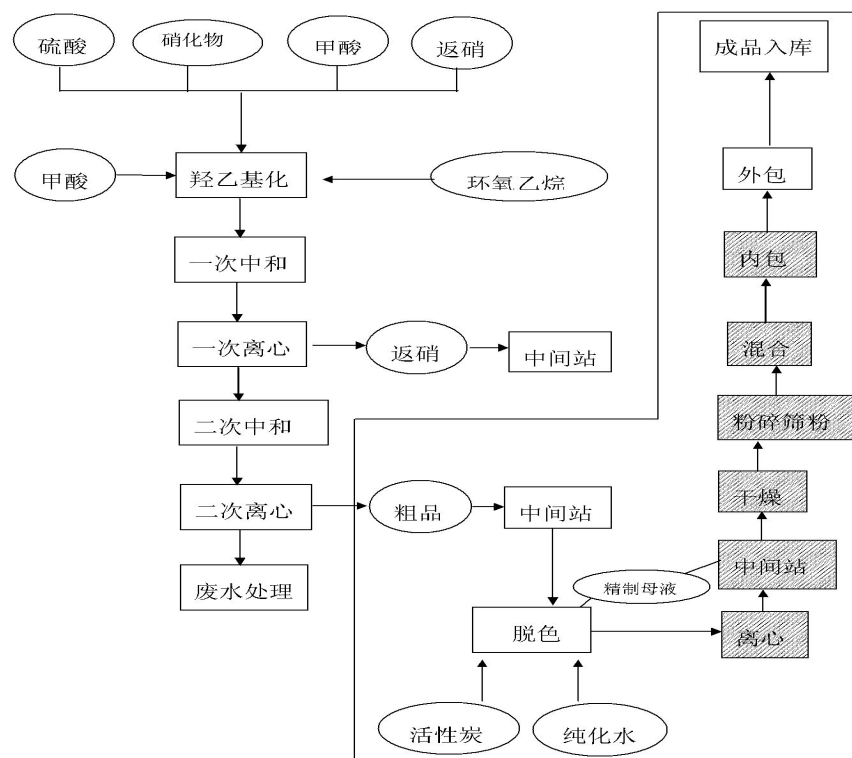 硫酸
硝化物
甲酸
返硝
成品入库
甲酸
羟乙基化
环氧乙烷
外包
一次中和
内包
一次离心
返硝
中间站
混合
二次中和
粉碎筛粉
二次离心
粗品
中间站
干燥
废水处理
精制母液
中间站
脱色
离心
活性炭
纯化水